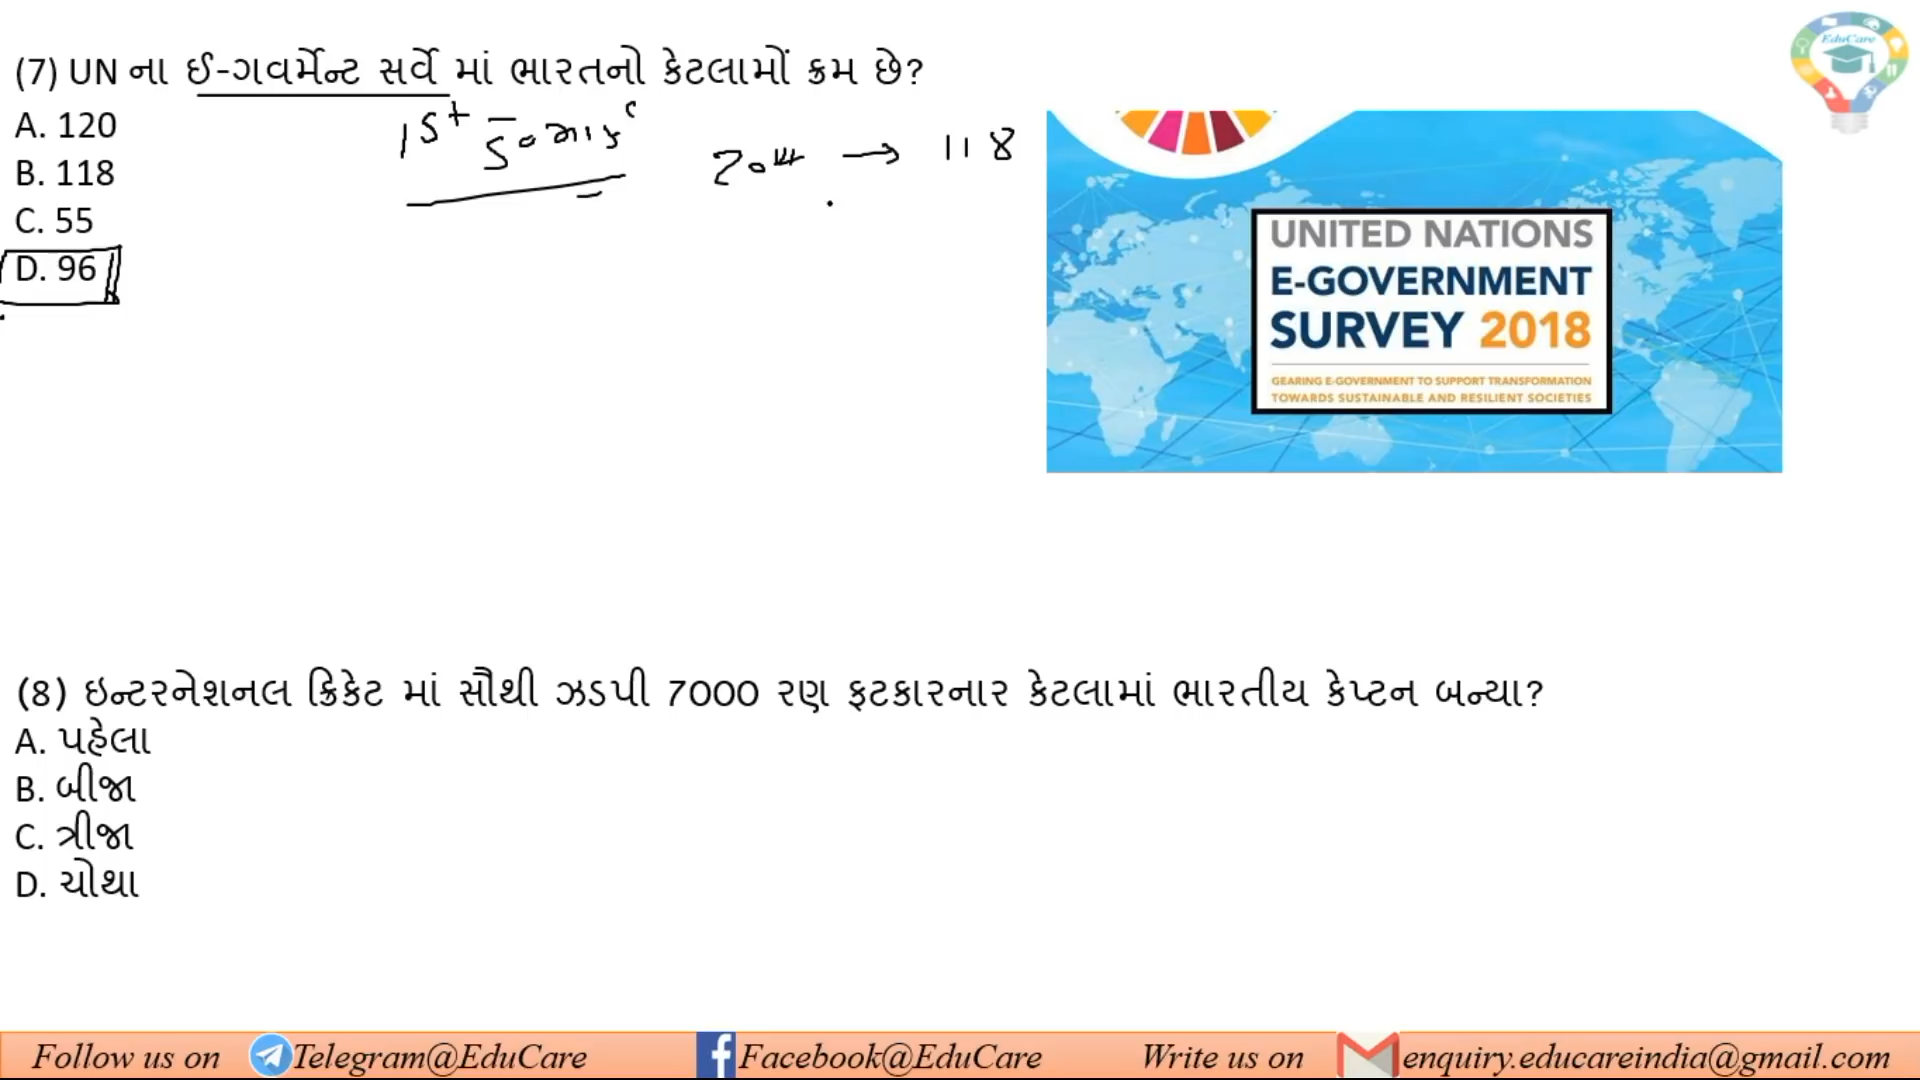 EduCare
(7) UN ના ઈ-ગવર્મેન્ટ સર્વે માં ભારતનો કેટલામોં ક્રમ છે?
A. 120
B. 118
C. 55
D. 96
1st ડેન્માર્ક
2014 → 118
UNITED NATIONS
E-GOVERNMENT
SURVEY 2018
GEARING E-GOVERNMENT TO SUPPORT TRANSFORMATION
TOWARDS SUSTAINABLE AND RESILIENT SOCIETIES
(8) ઇન્ટરનેશનલ ક્રિકેટ માં સૌથી ઝડપી 7000 રણ ફટકારનાર કેટલામાં ભારતીય કેપ્ટન બન્યા?
A. પહેલા
B. બીજા
C. ત્રીજા
D. ચોથા
Follow us on Telegram@EduCare Facebook@EduCare Write us on enquiry.educareindia@gmail.com